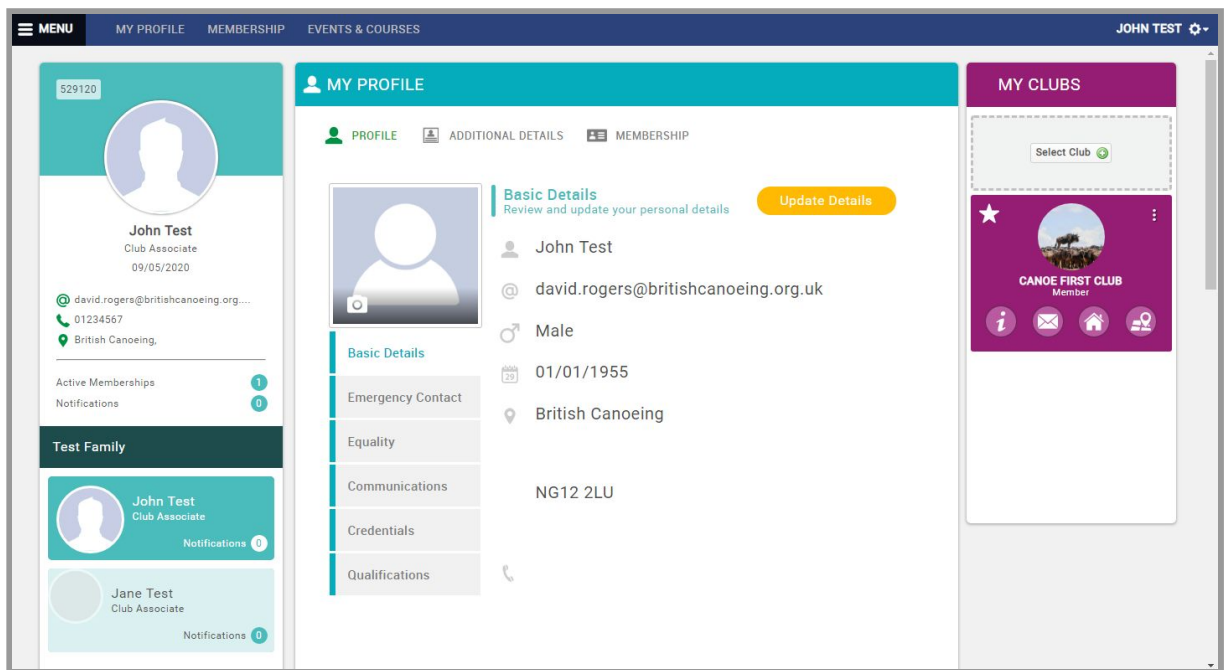 MENU
MY PROFILE
MEMBERSHIP
EVENTS & COURSES
JOHN TEST
529120
John Test
Club Associate
09/05/2020
david.rogers@britishcanoeing.org....
01234567
British Canoeing,
Active Memberships 1
Notifications 0
Test Family
John Test
Club Associate
Notifications 0
Jane Test
Club Associate
Notifications 0
MY PROFILE
PROFILE
ADDITIONAL DETAILS
MEMBERSHIP
Basic Details
Emergency Contact
Equality
Communications
Credentials
Qualifications
Basic Details
Review and update your personal details
Update Details
John Test
@ david.rogers@britishcanoeing.org.uk
Male
29
01/01/1955
British Canoeing
NG12 2LU
MY CLUBS
Select Club
CANOE FIRST CLUB
Member
i